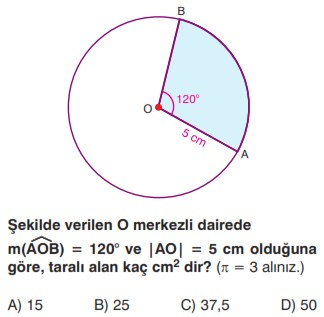 B
120°
O
5 cm
A
Şekilde verilen O merkezli dairede
m(AOB) = 120° ve |AO| = 5 cm olduğuna
göre, taralı alan kaç cm² dir? (π = 3 alınız.)
A) 15 B) 25 C) 37,5 D) 50